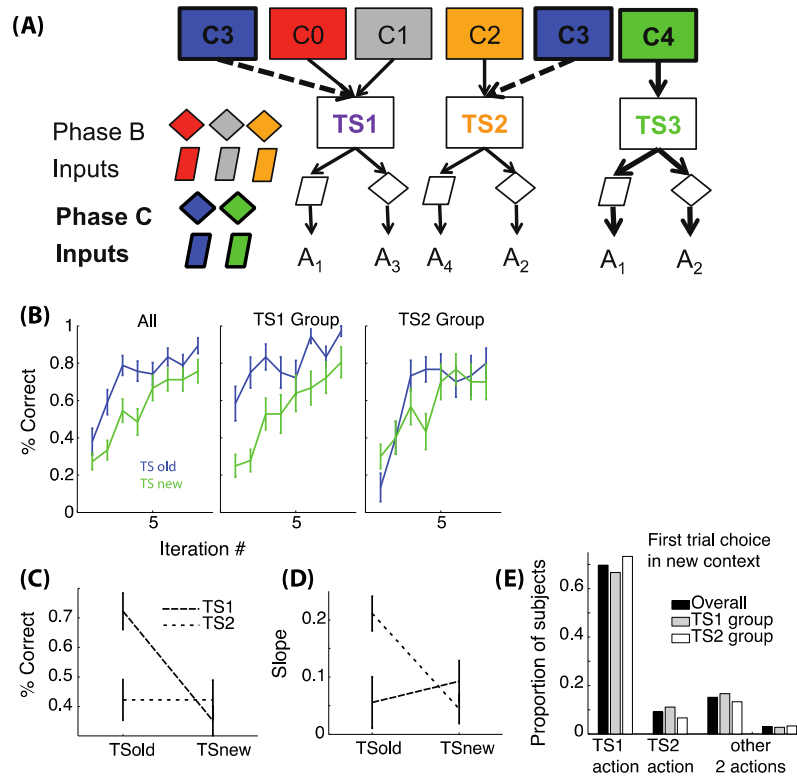 (A)
C3 C0 C1 C2 C3 C4
TS1 TS2 TS3
Phase B
Inputs
Phase C
Inputs
A1 A3 A4 A2 A1 A2
(B)
All TS1 Group TS2 Group
% Correct
1
0.8
0.6
0.4
0.2
0
TS old
TS new
5 5 5
Iteration #
(C)
% Correct
0.7
0.6
0.5
0.4
TS1
TS2
TSold TSnew
(D)
Slope
0.2
0.1
0
TSold TSnew
(E)
First trial choice
in new context
Proportion of subjects
0.6
0.4
0.2
0
Overall
TS1 group
TS2 group
TS1 TS2 other
action action 2 actions